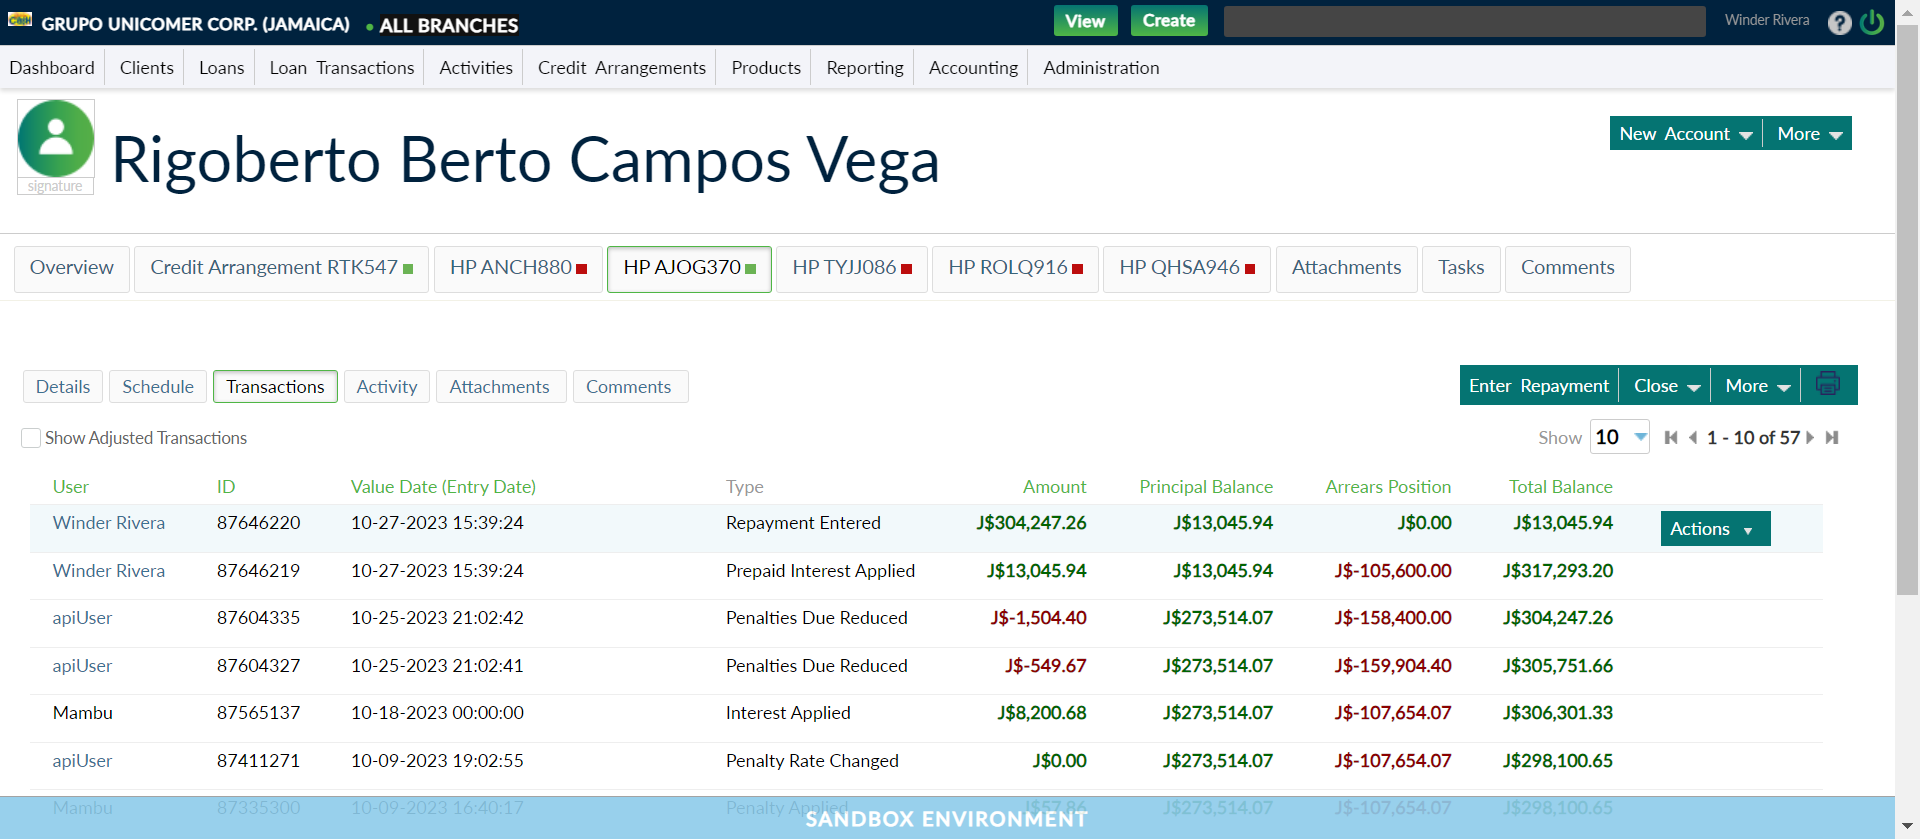 GRUPO UNICOMER CORP. (JAMAICA) ALL BRANCHES View Create Winder Rivera
Dashboard Clients Loans Loan Transactions Activities Credit Arrangements Products Reporting Accounting Administration
signature
Rigoberto Berto Campos Vega
New Account More
Overview Credit Arrangement RTK547 HP ANCH880 HP AJOG370 HP TYJJ086 HP ROLQ916 HP QHSA946 Attachments Tasks Comments
Details Schedule Transactions Activity Attachments Comments Enter Repayment Close More
Show Adjusted Transactions Show 10 1 - 10 of 57
User ID Value Date (Entry Date) Type Amount Principal Balance Arrears Position Total Balance
Winder Rivera 87646220 10-27-2023 15:39:24 Repayment Entered J$304,247.26 J$13,045.94 J$0.00 J$13,045.94 Actions
Winder Rivera 87646219 10-27-2023 15:39:24 Prepaid Interest Applied J$13,045.94 J$13,045.94 J$-105,600.00 J$317,293.20
apiUser 87604335 10-25-2023 21:02:42 Penalties Due Reduced J$-1,504.40 J$273,514.07 J$-158,400.00 J$304,247.26
apiUser 87604327 10-25-2023 21:02:41 Penalties Due Reduced J$-549.67 J$273,514.07 J$-159,904.40 J$305,751.66
Mambu 87565137 10-18-2023 00:00:00 Interest Applied J$8,200.68 J$273,514.07 J$-107,654.07 J$306,301.33
apiUser 87411271 10-09-2023 19:02:55 Penalty Rate Changed J$0.00 J$273,514.07 J$-107,654.07 J$298,100.65
Mambu 87335300 10-09-2023 16:40:17 Penalty Applied J$57.86 J$273,514.07 J$-107,654.07 J$298,100.65
SANDBOX ENVIRONMENT